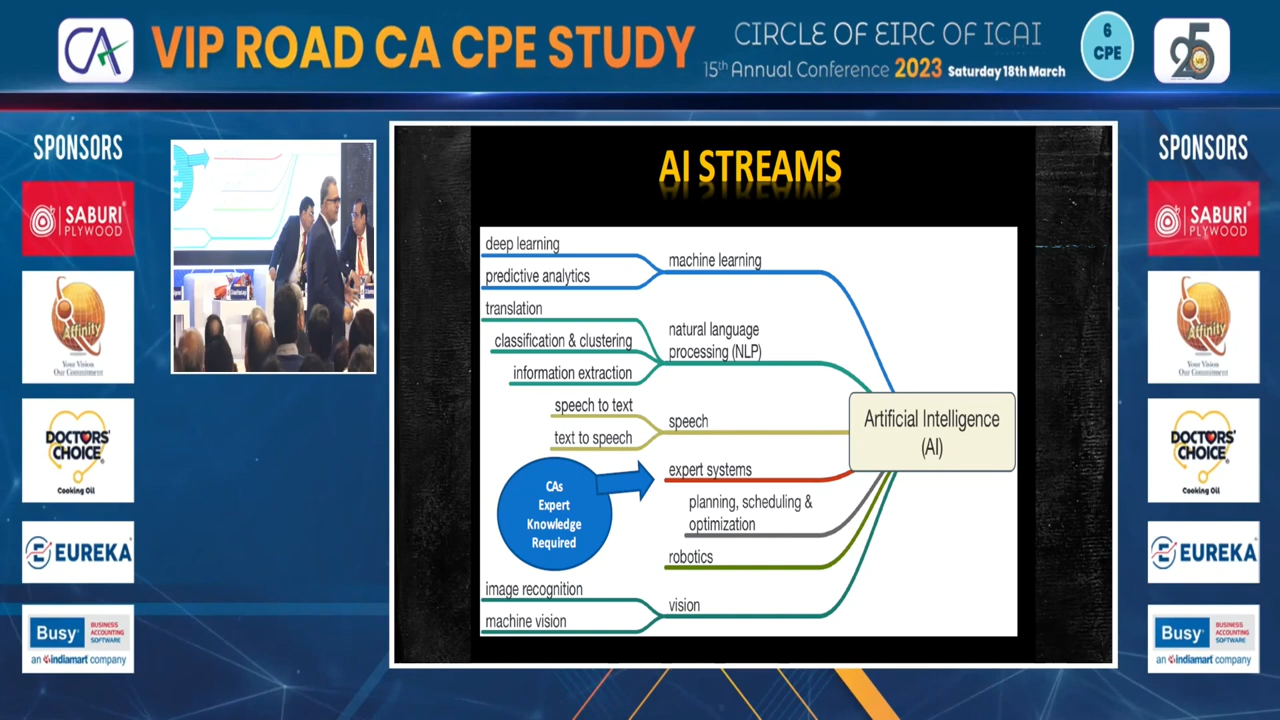 CA
VIP ROAD CA CPE STUDY
CIRCLE OF EIRC OF ICAI
15th Annual Conference 2023 Saturday 18th March
6
CPE
25
SPONSORS
SABURI
PLYWOOD
Affinity
Your Vision
Our Commitment
DOCTORS'
CHOICE
Cooking Oil
EUREKA
Busy
BUSINESS
ACCOUNTING
SOFTWARE
an indiamart company
AI STREAMS
deep learning
predictive analytics
machine learning
translation
classification & clustering
information extraction
natural language
processing (NLP)
speech to text
text to speech
speech
Artificial Intelligence
(AI)
expert systems
CAs
Expert
Knowledge
Required
planning, scheduling &
optimization
robotics
image recognition
machine vision
vision
SPONSORS
SABURI
PLYWOOD
Affinity
Your Vision
Our Commitment
DOCTORS'
CHOICE
Cooking Oil
EUREKA
Busy
BUSINESS
ACCOUNTING
SOFTWARE
an indiamart company